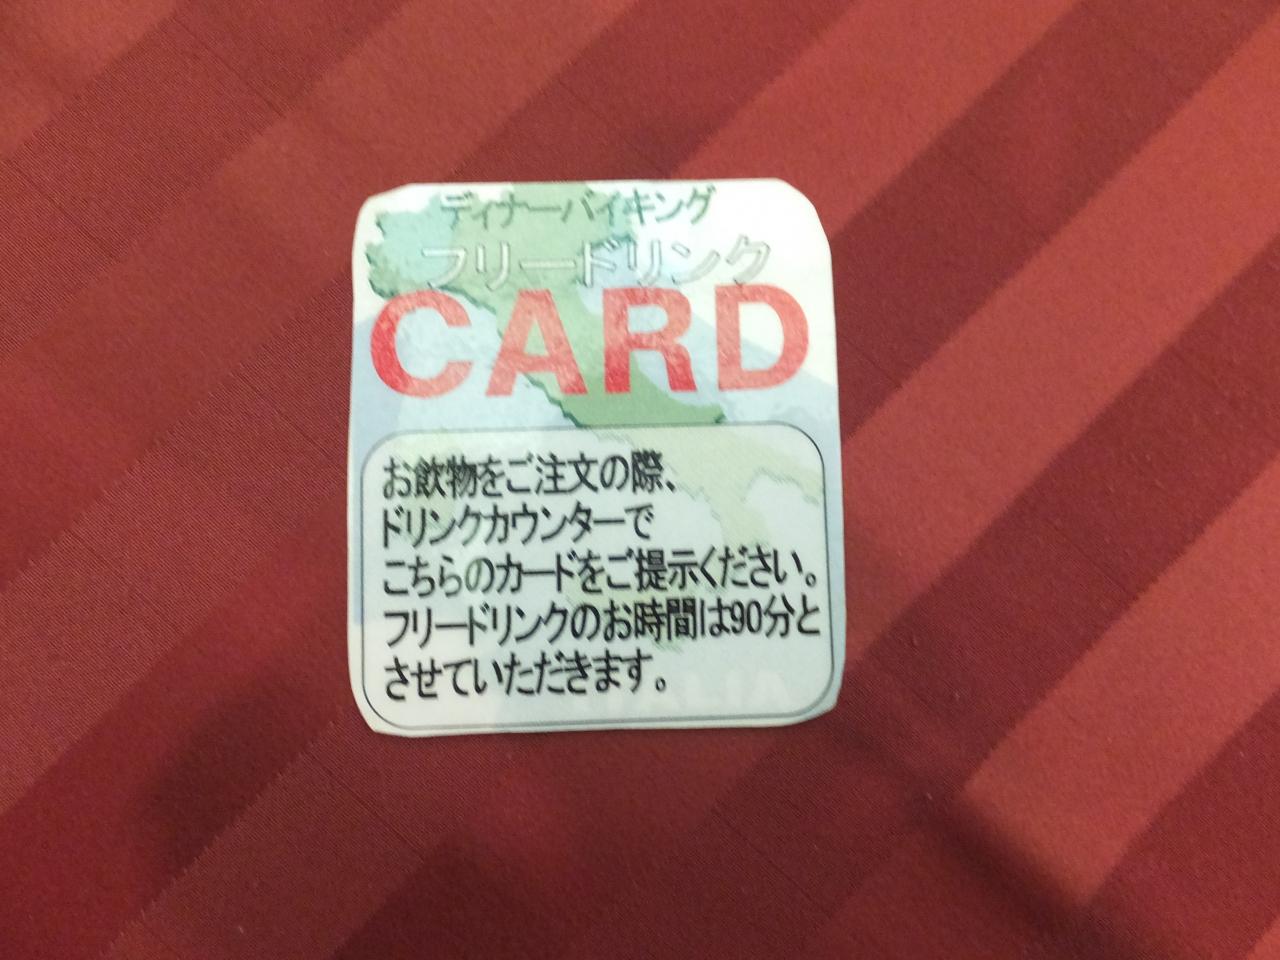 ディナーバイキング
フリードリンク
CARD
お飲物をご注文の際、
ドリンクカウンターで
こちらのカードをご提示ください。
フリードリンクのお時間は90分と
させていただきます。